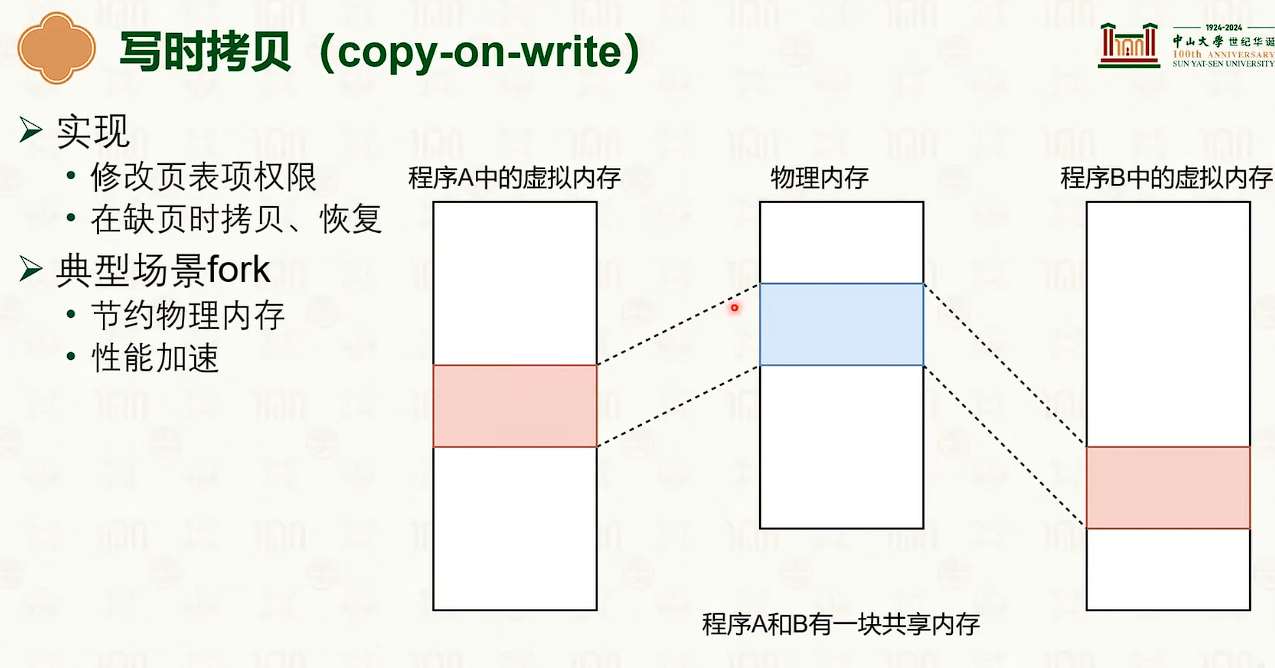 写时拷贝（copy-on-write）
1924-2024
中山大学 世纪华诞
100th ANNIVERSARY
SUN YAT-SEN UNIVERSITY
实现
修改页表项权限
在缺页时拷贝、恢复
典型场景fork
节约物理内存
性能加速
程序A中的虚拟内存
物理内存
程序B中的虚拟内存
程序A和B有一块共享内存